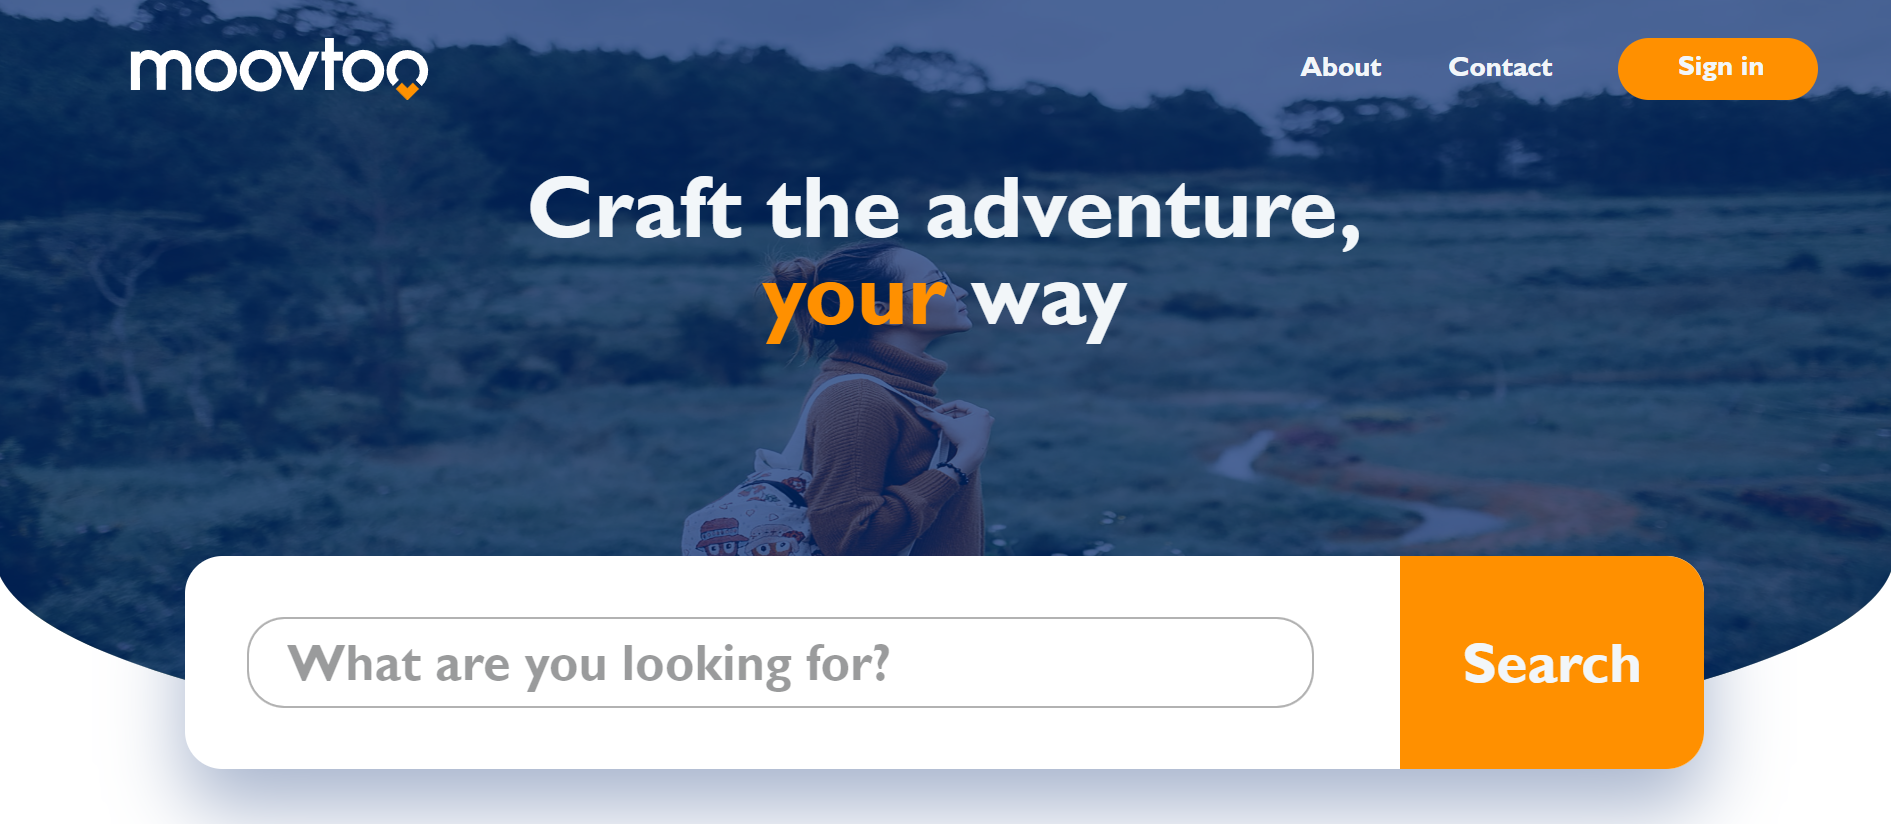 moovtoo
About
Contact
Sign in
Craft the adventure,
your way
What are you looking for?
Search